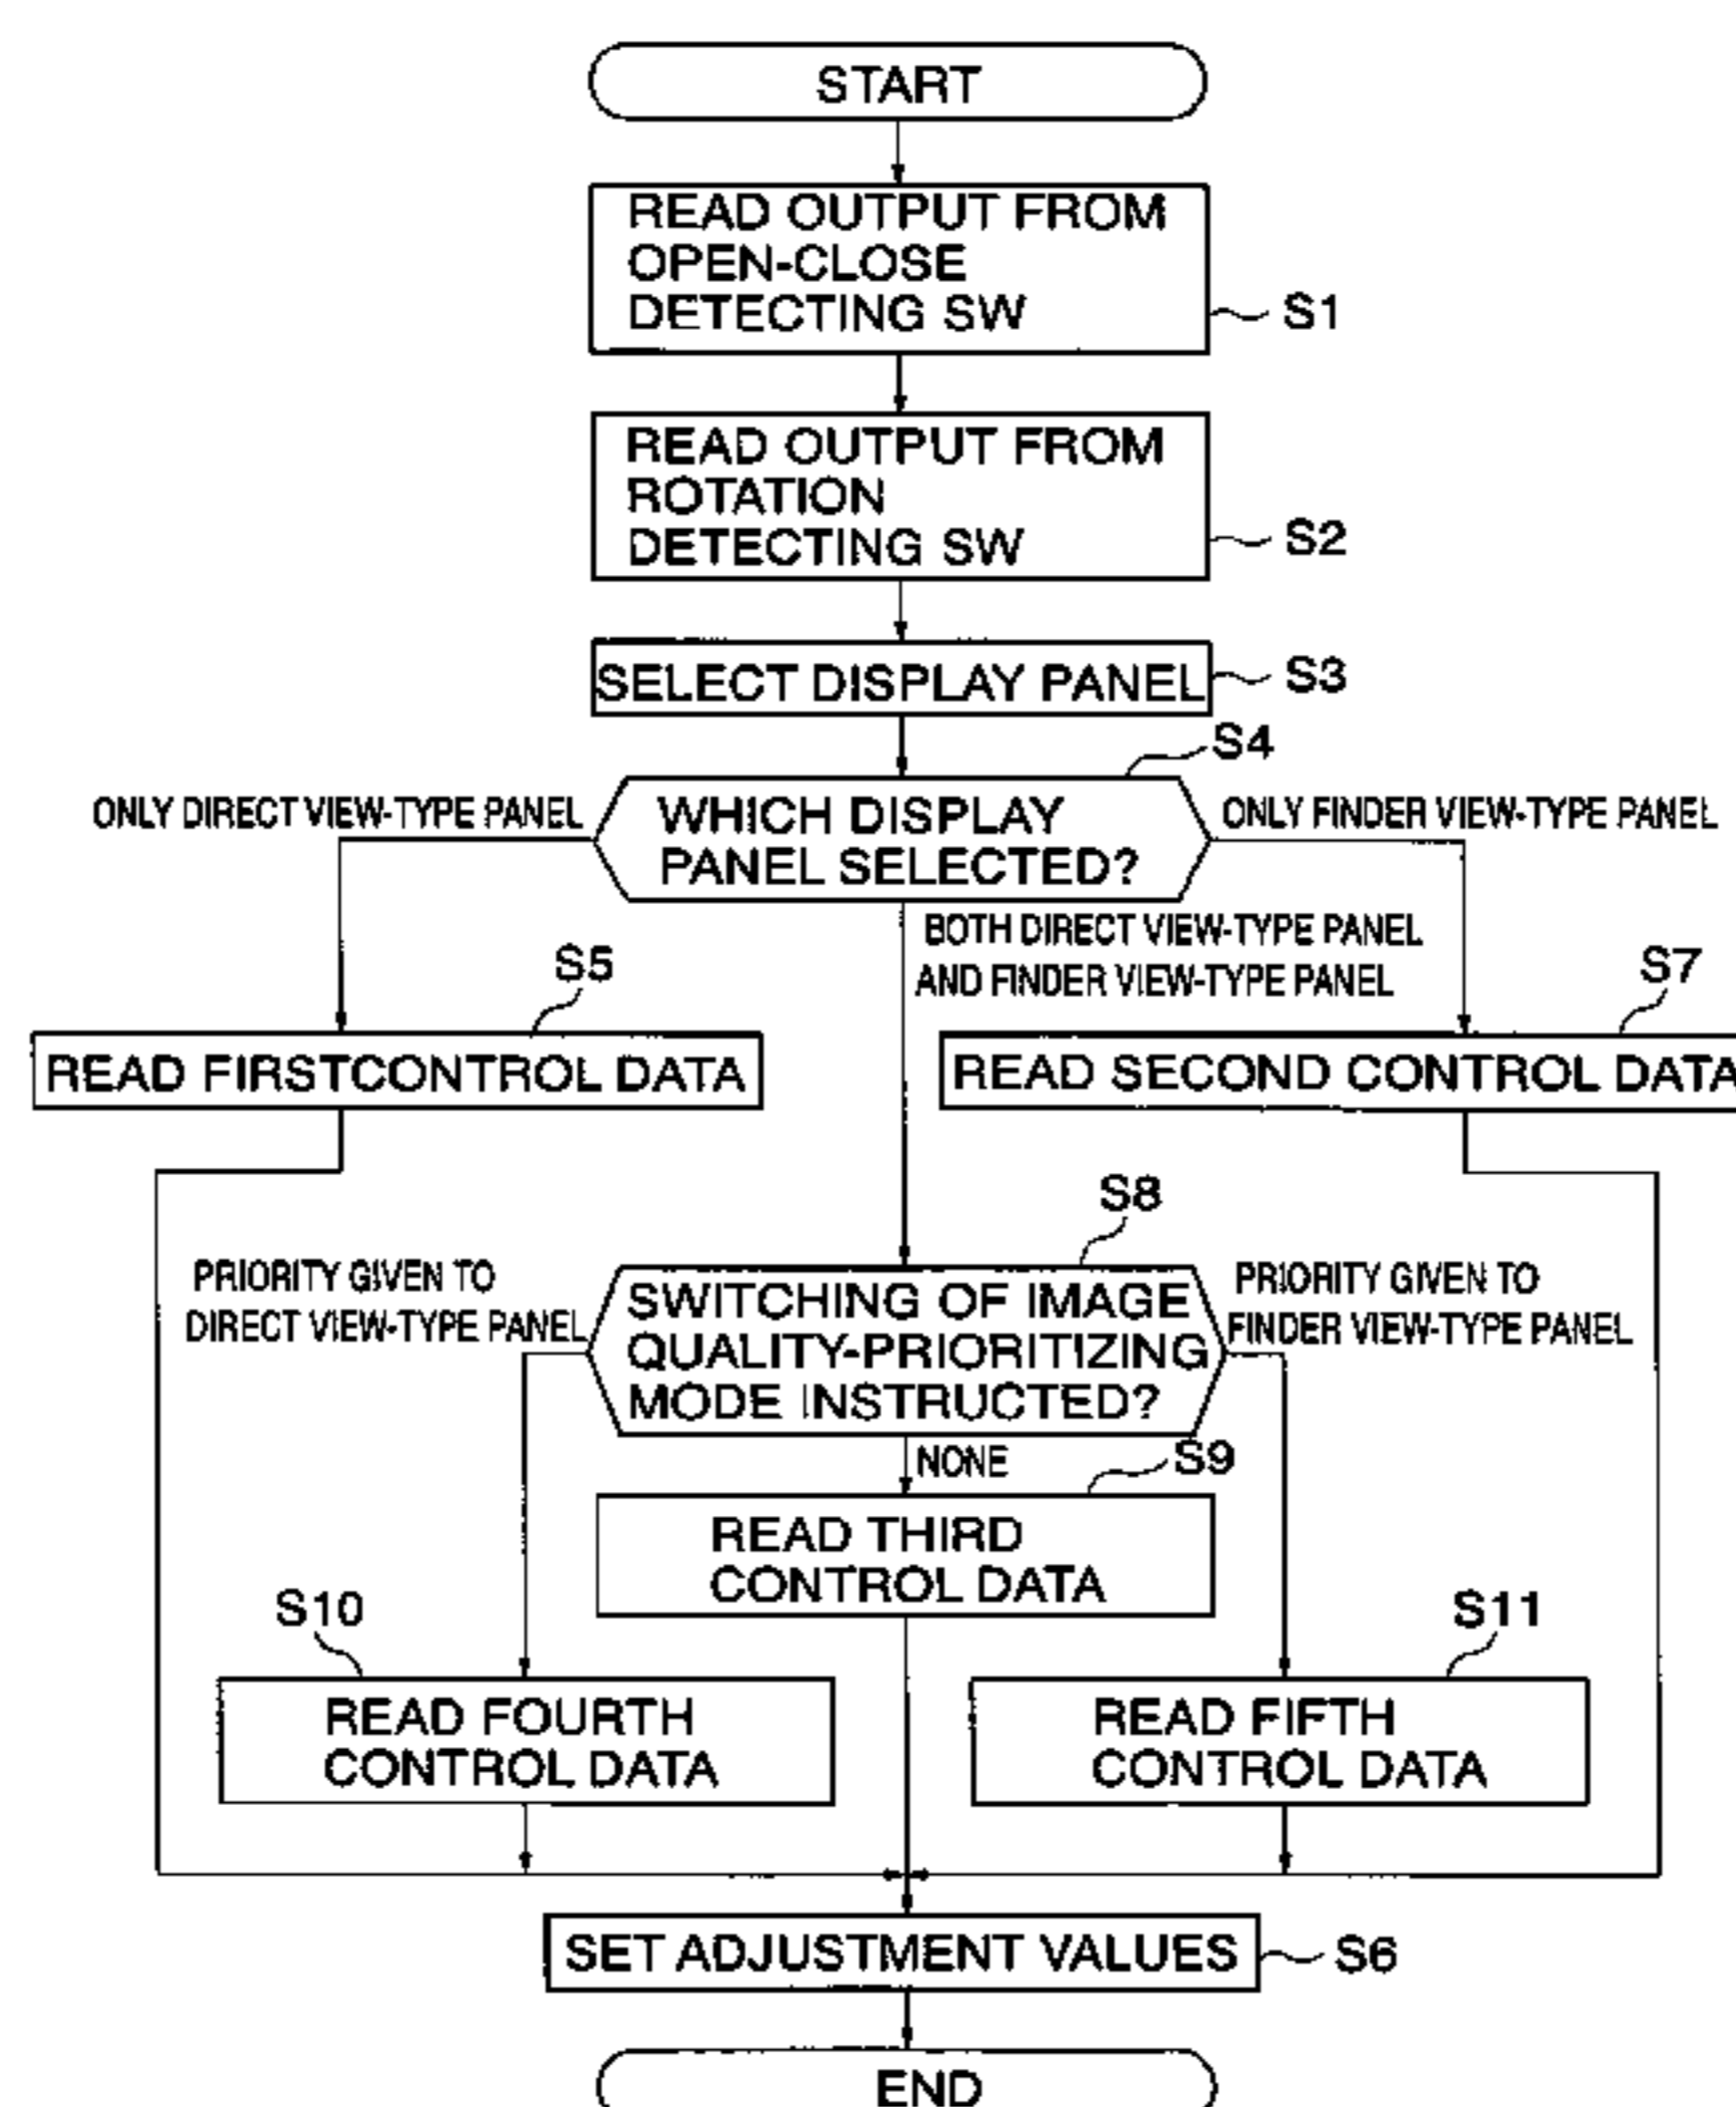 START
READ OUTPUT FROM
OPEN-CLOSE
DETECTING SW
S1
READ OUTPUT FROM
ROTATION
DETECTING SW
S2
SELECT DISPLAY PANEL
S3
S4
ONLY DIRECT VIEW-TYPE PANEL
WHICH DISPLAY
PANEL SELECTED?
ONLY FINDER VIEW-TYPE PANEL
BOTH DIRECT VIEW-TYPE PANEL
AND FINDER VIEW-TYPE PANEL
S5
READ FIRSTCONTROL DATA
S7
READ SECOND CONTROL DATA
S8
PRIORITY GIVEN TO
DIRECT VIEW-TYPE PANEL
SWITCHING OF IMAGE
QUALITY-PRIORITIZING
MODE INSTRUCTED?
PRIORITY GIVEN TO
FINDER VIEW-TYPE PANEL
NONE
S9
READ THIRD
CONTROL DATA
S10
READ FOURTH
CONTROL DATA
S11
READ FIFTH
CONTROL DATA
SET ADJUSTMENT VALUES
S6
END